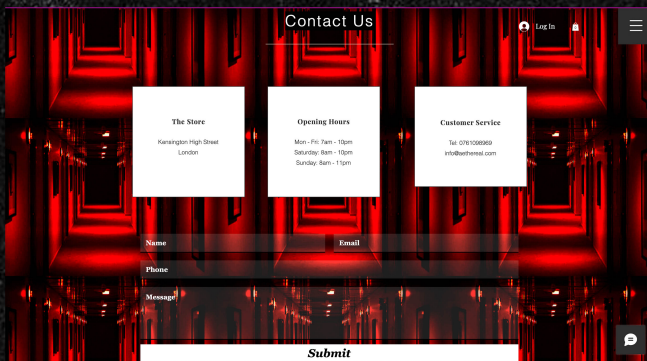 Contact Us
Log In
The Store
Kensington High Street
London
Opening Hours
Mon - Fri: 7am - 10pm
Saturday: 8am - 10pm
Sunday: 8am - 11pm
Customer Service
Tel: 0761098969
info@aethereal.com
Name
Email
Phone
Message
Submit